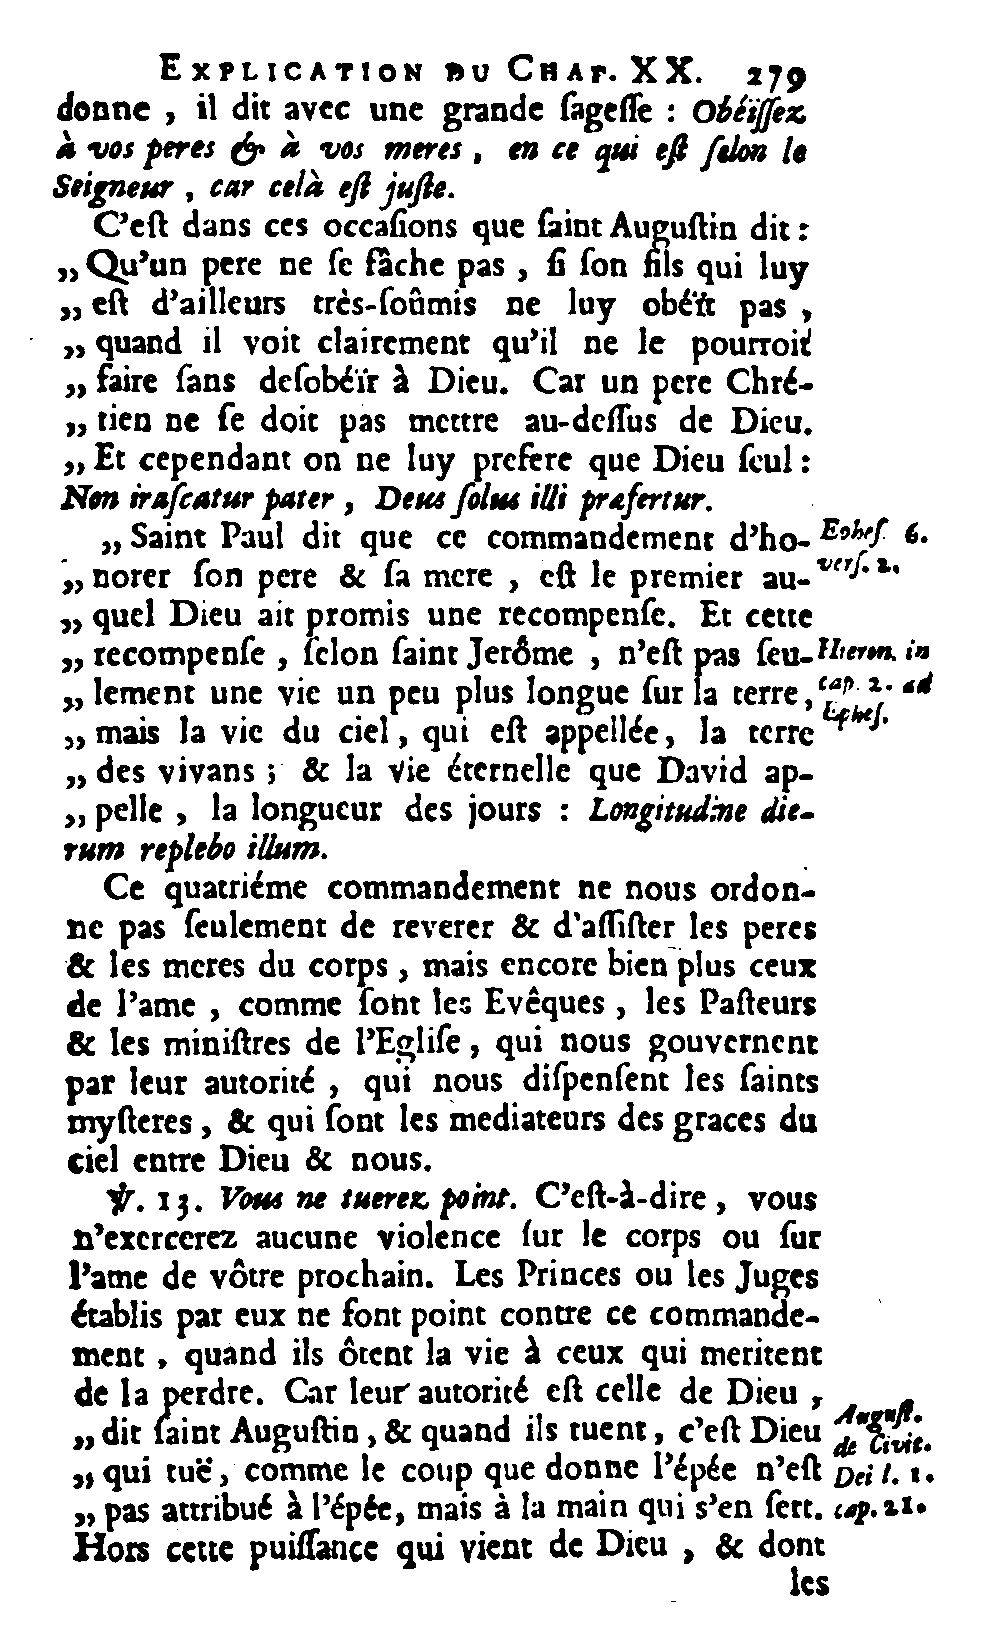 EXPLICATION DU CHAP. XX. 279
donne , il dit avec une grande ſageſſe : Obéïſſez
à vos peres & à vos meres , en ce qui eſt ſelon le
Seigneur , car celà eſt juſte.
C'eſt dans ces occaſions que ſaint Auguſtin dit :
„ Qu'un pere ne ſe fâche pas , ſi ſon fils qui luy
„ eſt d'ailleurs très-ſoûmis ne luy obéït pas ,
„ quand il voit clairement qu'il ne le pourroit
„ faire ſans deſobéïr à Dieu. Car un pere Chré-
„ tien ne ſe doit pas mettre au-deſſus de Dieu.
„ Et cependant on ne luy prefere que Dieu ſeul :
Non iraſcatur pater , Deus ſolus illi præfertur.
„ Saint Paul dit que ce commandement d'ho-
Epheſ. 6.
verſ. 2.
„ norer ſon pere & ſa mere , eſt le premier au-
„ quel Dieu ait promis une recompenſe. Et cette
„ recompenſe , ſelon ſaint Jerôme , n'eſt pas ſeu-
Hieron. in
cap. 2. ad
Epheſ.
„ lement une vie un peu plus longue ſur la terre,
„ mais la vie du ciel, qui eſt appellée, la terre
„ des vivans ; & la vie éternelle que David ap-
„ pelle , la longueur des jours : Longitudine die-
rum replebo illum.
Ce quatriéme commandement ne nous ordon-
ne pas ſeulement de reverer & d'aſſiſter les peres
& les meres du corps , mais encore bien plus ceux
de l'ame , comme ſont les Evêques , les Paſteurs
& les miniſtres de l'Egliſe , qui nous gouvernent
par leur autorité , qui nous diſpenſent les ſaints
myſteres , & qui ſont les mediateurs des graces du
ciel entre Dieu & nous.
℣. 13. Vous ne tuerez point. C'eſt-à-dire , vous
n'exercerez aucune violence ſur le corps ou ſur
l'ame de vôtre prochain. Les Princes ou les Juges
établis par eux ne font point contre ce commande-
ment , quand ils ôtent la vie à ceux qui meritent
de la perdre. Car leur autorité eſt celle de Dieu ,
„ dit ſaint Auguſtin , & quand ils tuent , c'eſt Dieu
Auguſt.
de Civit.
Dei l. 1.
cap. 21.
„ qui tuë , comme le coup que donne l'épée n'eſt
„ pas attribué à l'épée, mais à la main qui s'en ſert.
Hors cette puiſſance qui vient de Dieu , & dont
les